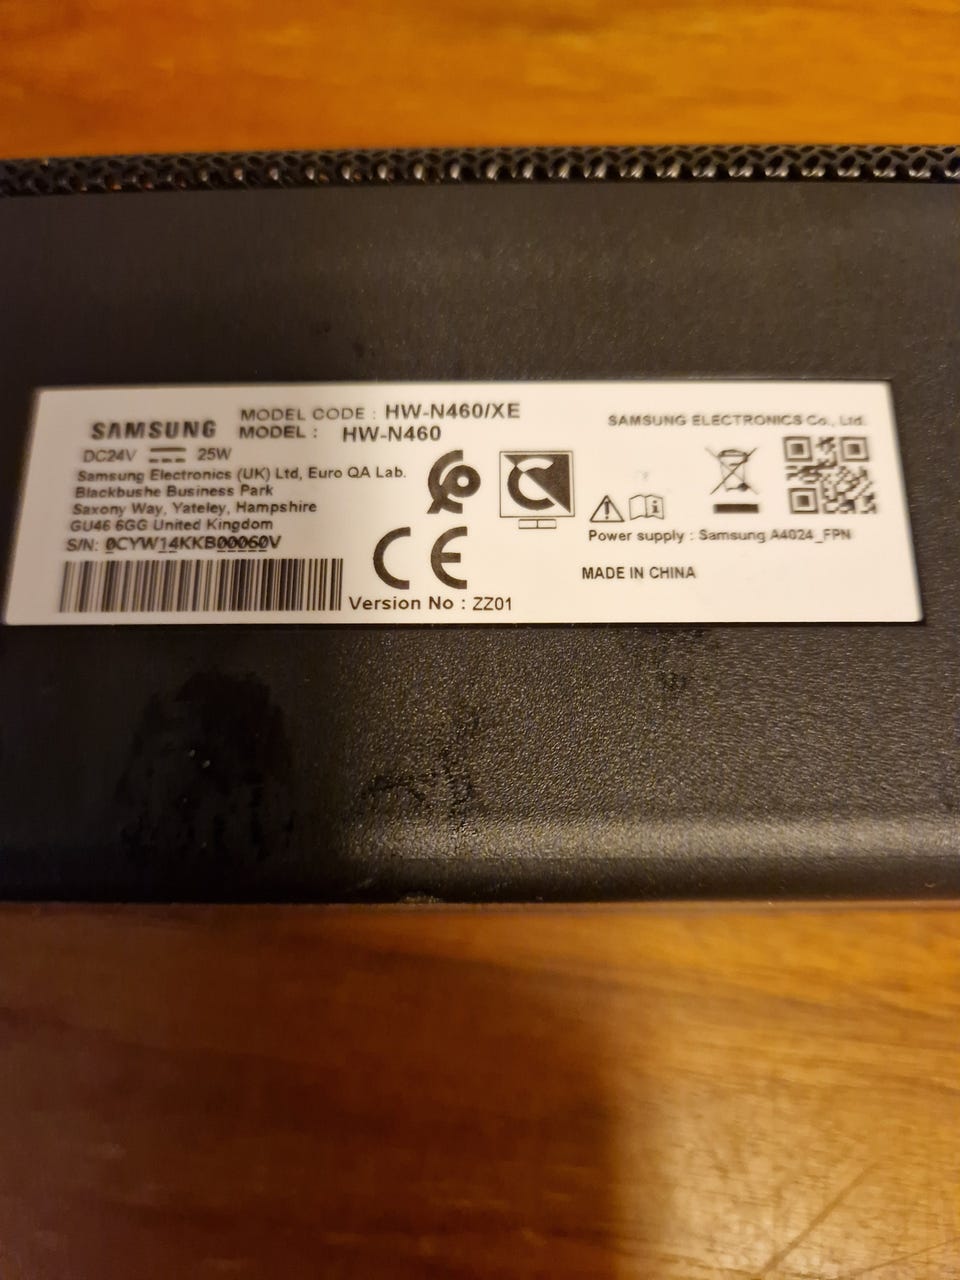 SAMSUNG
MODEL CODE : HW-N460/XE
MODEL : HW-N460
DC24V 25W
Samsung Electronics (UK) Ltd, Euro QA Lab.
Blackbushe Business Park
Saxony Way, Yateley, Hampshire
GU46 6GG United Kingdom
S/N: 0CYW14KKB00060V
CE
Version No : ZZ01
SAMSUNG ELECTRONICS Co., Ltd.
Power supply : Samsung A4024_FPN
MADE IN CHINA